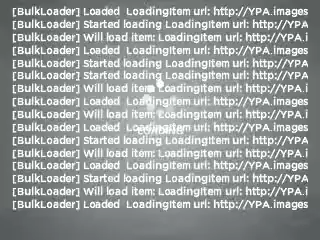 [BulkLoader] Loaded LoadingItem url: http://YPA.images
[BulkLoader] Started loading LoadingItem url: http://YPA
[BulkLoader] Will load item: LoadingItem url: http://YPA.i
[BulkLoader] Loaded LoadingItem url: http://YPA.images
[BulkLoader] Started loading LoadingItem url: http://YPA
[BulkLoader] Started loading LoadingItem url: http://YPA
[BulkLoader] Will load item: LoadingItem url: http://YPA.i
[BulkLoader] Loaded LoadingItem url: http://YPA.images
[BulkLoader] Will load item: LoadingItem url: http://YPA.i
[BulkLoader] Loaded LoadingItem url: http://YPA.images
[BulkLoader] Started loading LoadingItem url: http://YPA
[BulkLoader] Will load item: LoadingItem url: http://YPA.i
[BulkLoader] Loaded LoadingItem url: http://YPA.images
[BulkLoader] Started loading LoadingItem url: http://YPA
[BulkLoader] Will load item: LoadingItem url: http://YPA.i
[BulkLoader] Loaded LoadingItem url: http://YPA.images